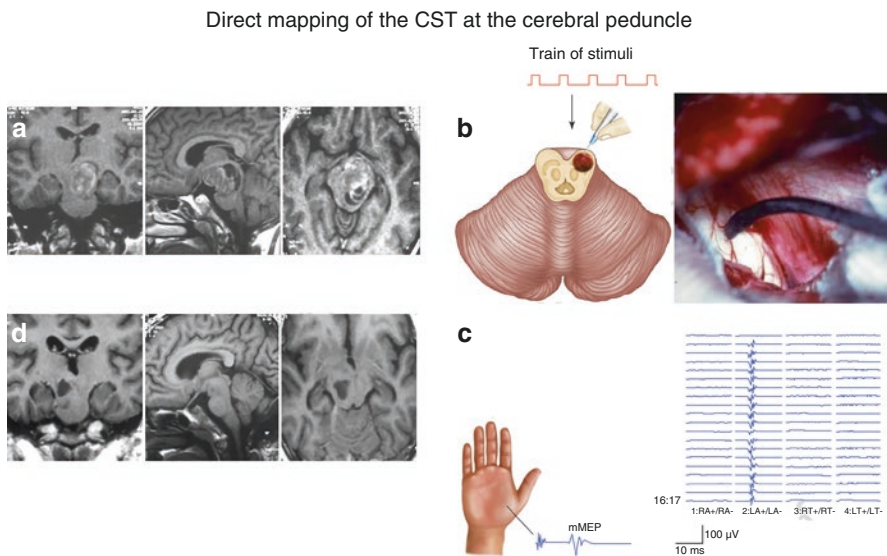 Direct mapping of the CST at the cerebral peduncle
Train of stimuli
a
b
d
c
mMEP
16:17
1:RA+/RA-
2:LA+/LA-
3:RT+/RT-
4:LT+/LT-
100 µV
10 ms